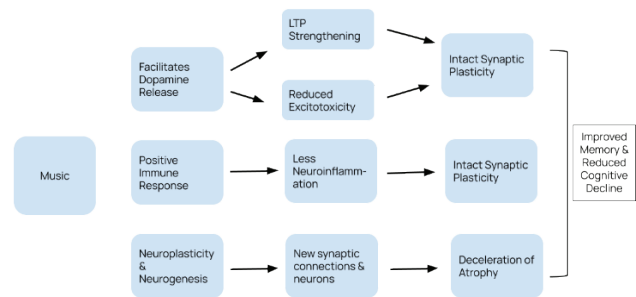 LTP
Strengthening
Facilitates
Dopamine
Release
Intact Synaptic
Plasticity
Reduced
Excitotoxicity
Music
Positive
Immune
Response
Less
Neuroinflamm-
ation
Intact Synaptic
Plasticity
Improved
Memory &
Reduced
Cognitive
Decline
Neuroplasticity
&
Neurogenesis
New synaptic
connections &
neurons
Deceleration of
Atrophy